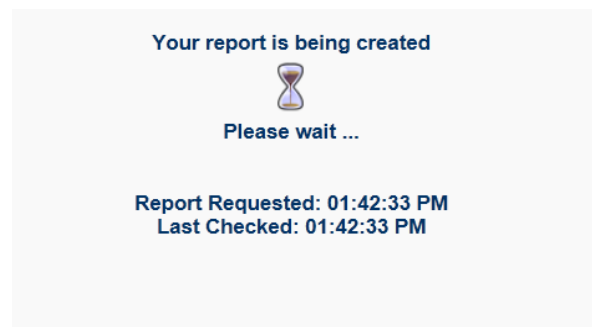 Your report is being created
Please wait ...
Report Requested: 01:42:33 PM
Last Checked: 01:42:33 PM